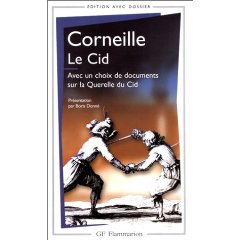 ÉDITION AVEC DOSSIER
Corneille
Le Cid
Avec un choix de documents
sur la Querelle du Cid
Présentation
par Boris Donné
GF Flammarion